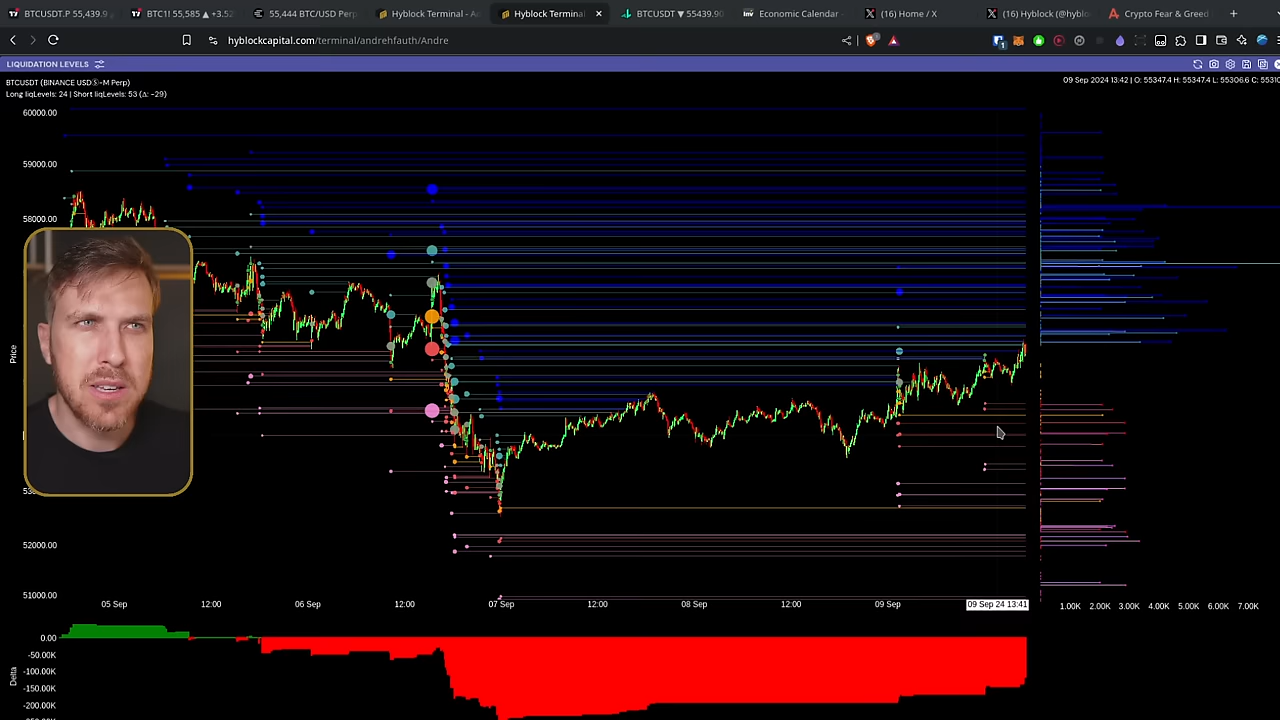 BTCUSDT.P 55,439.9
BTC1! 55,585 ▲ +3.52
55,444 BTC/USD Perp
Hyblock Terminal - A
Hyblock Terminal
BTCUSDT ▼ 55439.90
Economic Calendar
(16) Home / X
(16) Hyblock (@hyblo
Crypto Fear & Greed
hyblockcapital.com/terminal/andrehfauth/Andre
LIQUIDATION LEVELS
BTCUSDT (BINANCE USDⓈ-M Perp)
09 Sep 2024 13:42 | O: 55347.4 H: 55347.4 L: 55306.6 C: 5531
Long liqLevels: 24 | Short liqLevels: 53 (Δ: -29)
60000.00
59000.00
58000.00
Price
52000.00
51000.00
05 Sep
12:00
06 Sep
12:00
07 Sep
12:00
08 Sep
12:00
09 Sep
09 Sep 24 13:41
1.00K
2.00K
3.00K
4.00K
5.00K
6.00K
7.00K
0.00
-50.00K
-100.00K
-150.00K
-200.00K
Delta